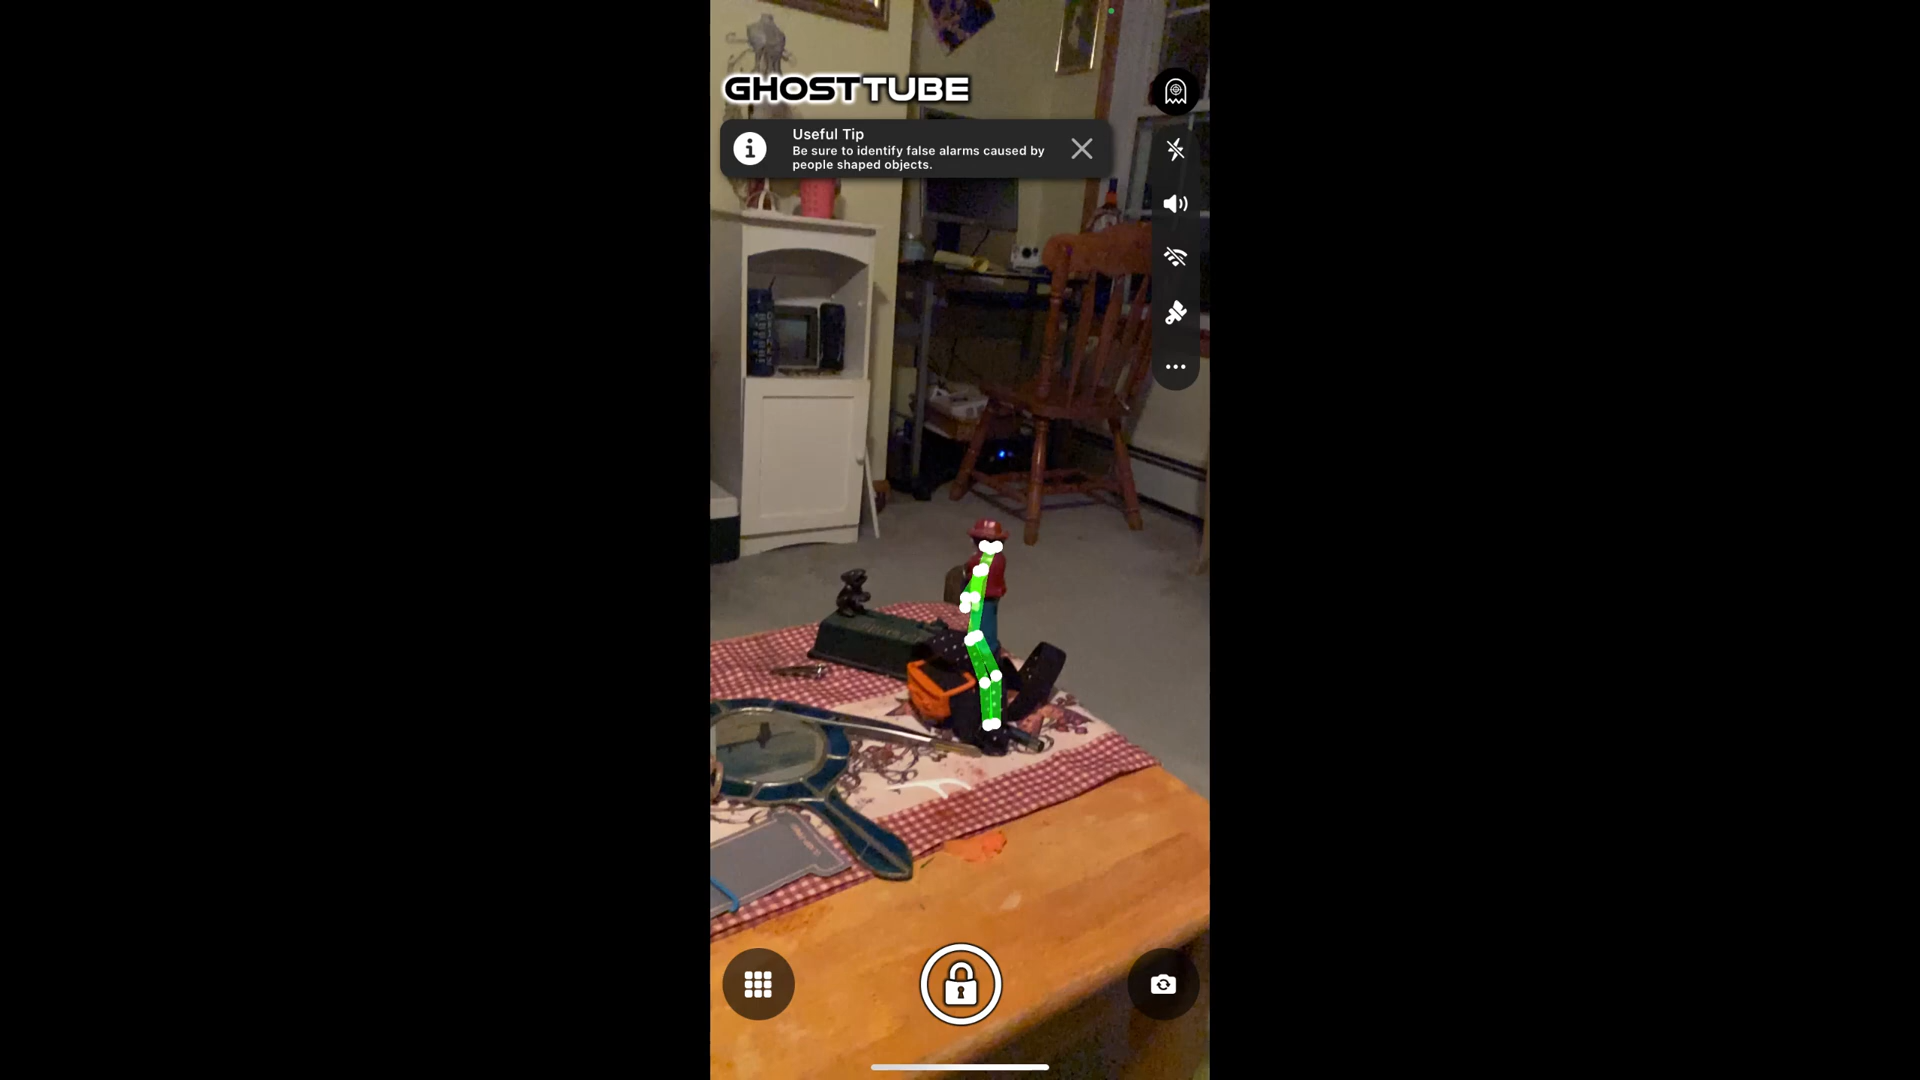 GHOSTTUBE
Useful Tip
Be sure to identify false alarms caused by
people shaped objects.